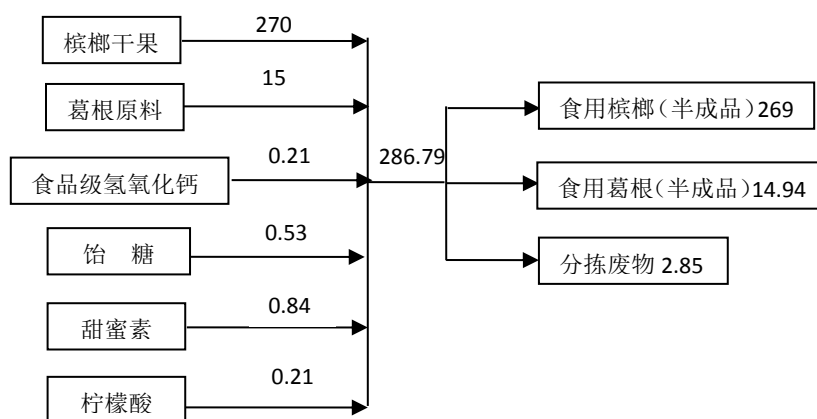 槟榔干果
270
葛根原料
15
食品级氢氧化钙
0.21
饴 糖
0.53
甜蜜素
0.84
柠檬酸
0.21
286.79
食用槟榔（半成品）269
食用葛根（半成品）14.94
分拣废物 2.85